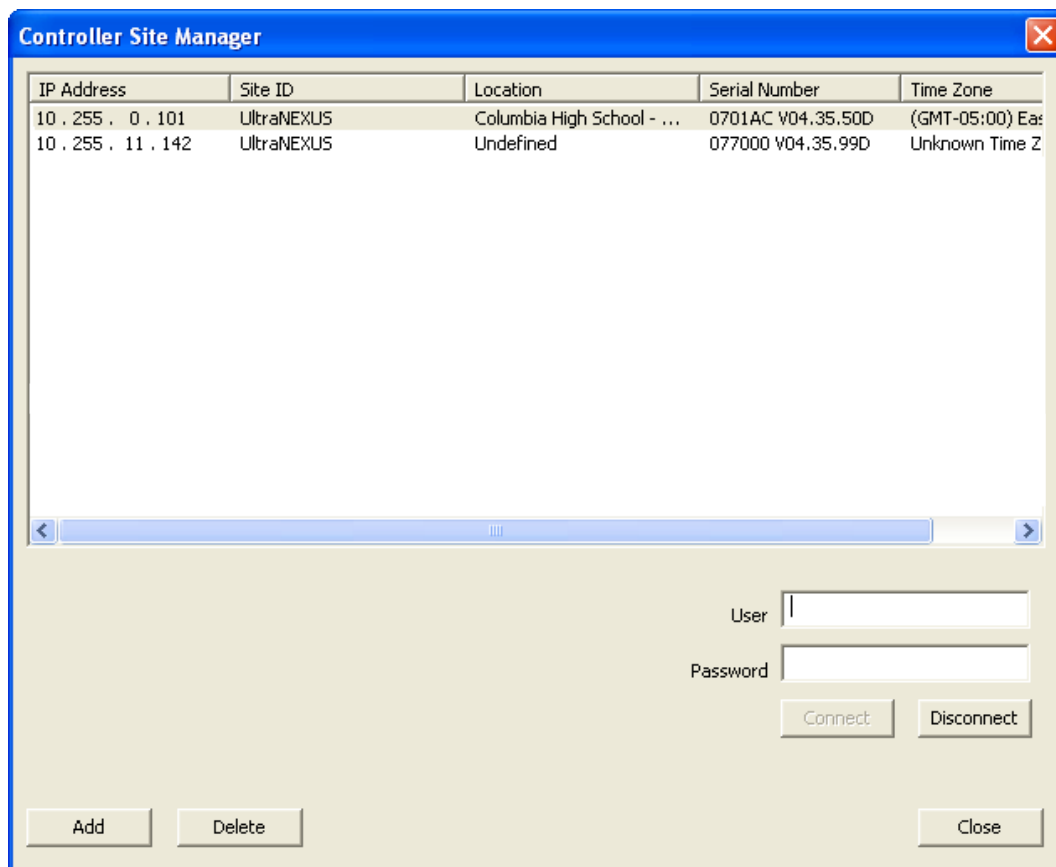 Controller Site Manager
IP Address Site ID Location Serial Number Time Zone
10 . 255 . 0 . 101 UltraNEXUS Columbia High School - ... 0701AC V04.35.50D (GMT-05:00) Eas
10 . 255 . 11 . 142 UltraNEXUS Undefined 077000 V04.35.99D Unknown Time Z
User
Password
Connect Disconnect
Add Delete Close